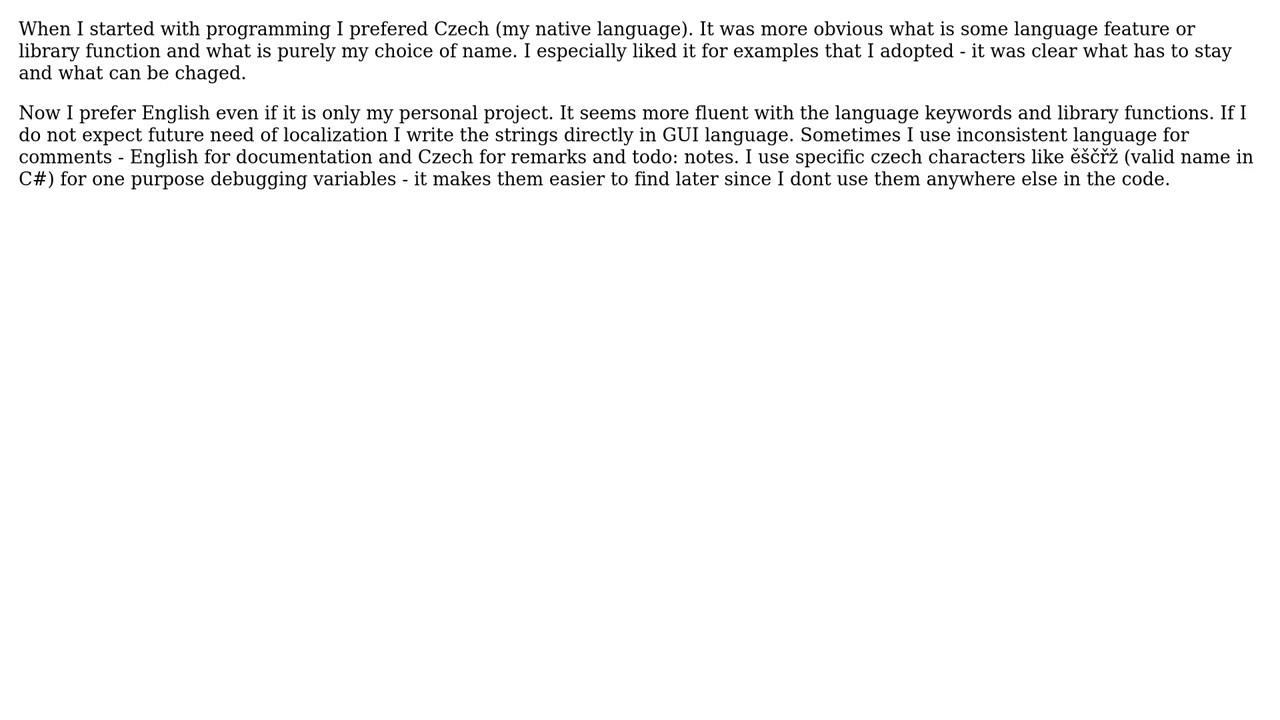 When I started with programming I prefered Czech (my native language). It was more obvious what is some language feature or
library function and what is purely my choice of name. I especially liked it for examples that I adopted - it was clear what has to stay
and what can be chaged.
Now I prefer English even if it is only my personal project. It seems more fluent with the language keywords and library functions. If I
do not expect future need of localization I write the strings directly in GUI language. Sometimes I use inconsistent language for
comments - English for documentation and Czech for remarks and todo: notes. I use specific czech characters like ěščřž (valid name in
C#) for one purpose debugging variables - it makes them easier to find later since I dont use them anywhere else in the code.